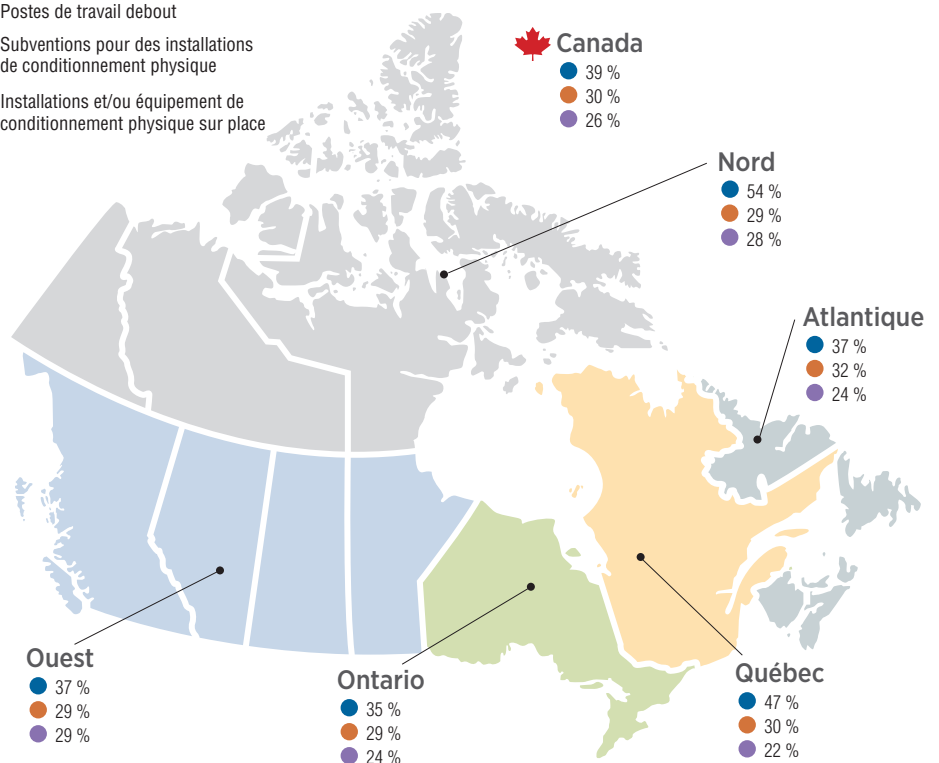 Postes de travail debout
Subventions pour des installations
de conditionnement physique
Installations et/ou équipement de
conditionnement physique sur place
Canada
39 %
30 %
26 %
Nord
54 %
29 %
28 %
Atlantique
37 %
32 %
24 %
Ouest
37 %
29 %
29 %
Ontario
35 %
29 %
24 %
Québec
47 %
30 %
22 %